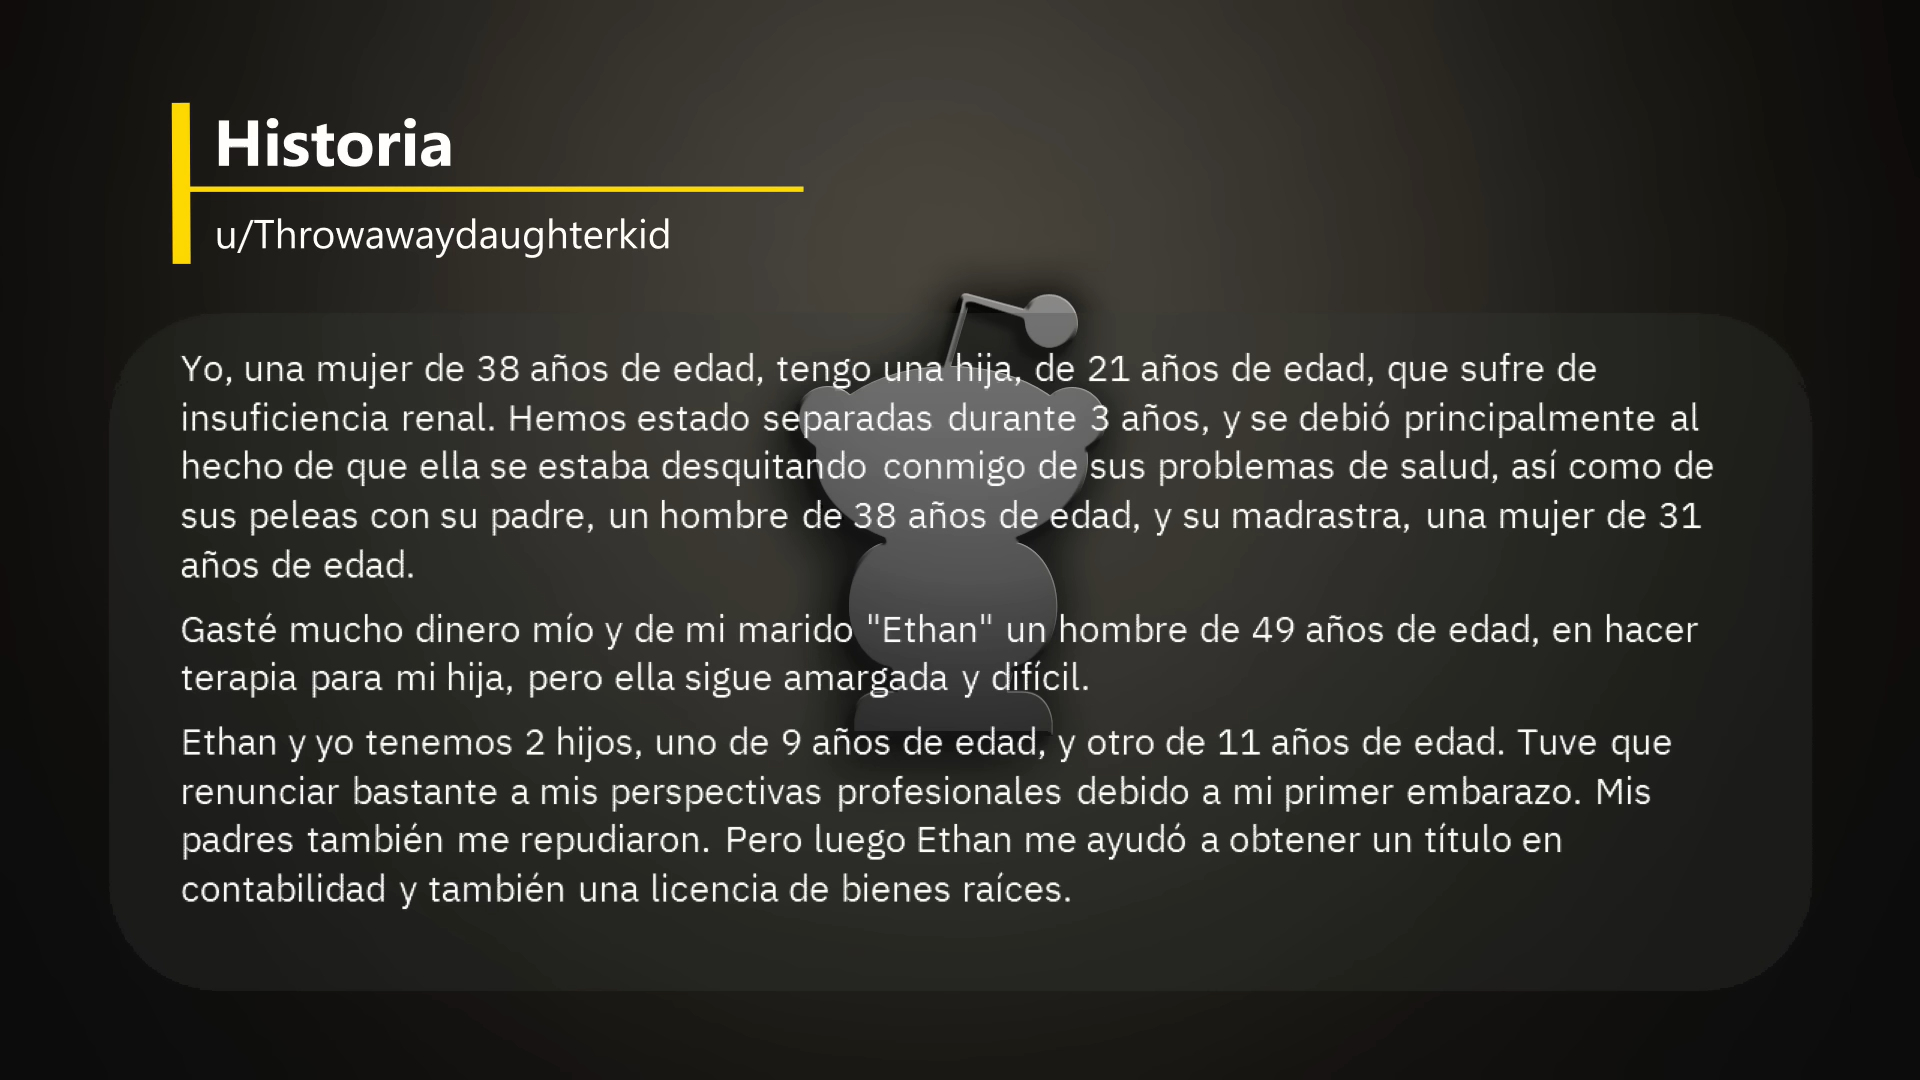 Historia
u/Throwawaydaughterkid
Yo, una mujer de 38 años de edad, tengo una hija, de 21 años de edad, que sufre de
insuficiencia renal. Hemos estado separadas durante 3 años, y se debió principalmente al
hecho de que ella se estaba desquitando conmigo de sus problemas de salud, así como de
sus peleas con su padre, un hombre de 38 años de edad, y su madrastra, una mujer de 31
años de edad.
Gasté mucho dinero mío y de mi marido "Ethan" un hombre de 49 años de edad, en hacer
terapia para mi hija, pero ella sigue amargada y difícil.
Ethan y yo tenemos 2 hijos, uno de 9 años de edad, y otro de 11 años de edad. Tuve que
renunciar bastante a mis perspectivas profesionales debido a mi primer embarazo. Mis
padres también me repudiaron. Pero luego Ethan me ayudó a obtener un título en
contabilidad y también una licencia de bienes raíces.